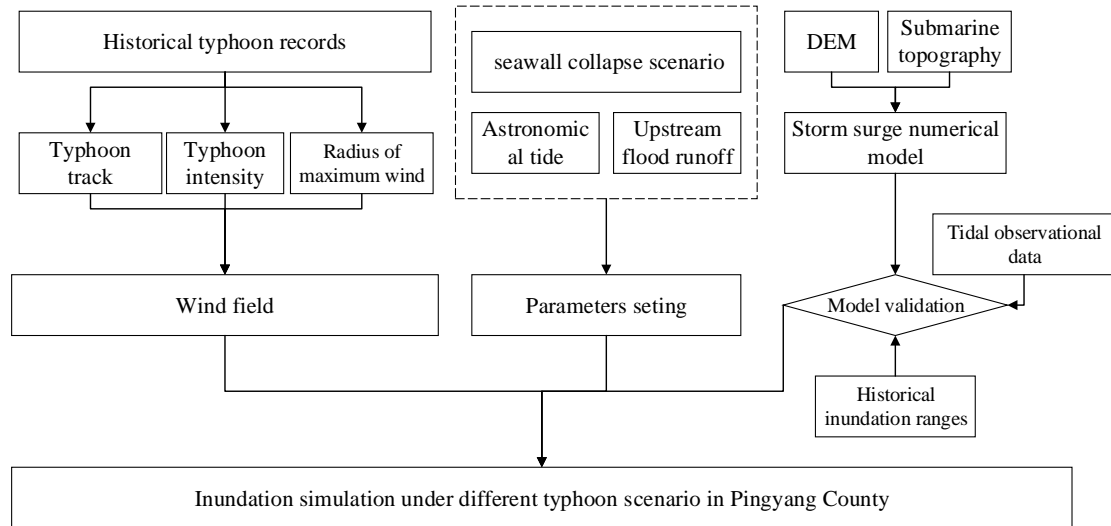 Historical typhoon records
seawall collapse scenario
DEM
Submarine
topography
Typhoon
track
Typhoon
intensity
Radius of
maximum wind
Astronomic
al tide
Upstream
flood runoff
Storm surge numerical
model
Tidal observational
data
Wind field
Parameters seting
Model validation
Historical
inundation ranges
Inundation simulation under different typhoon scenario in Pingyang County